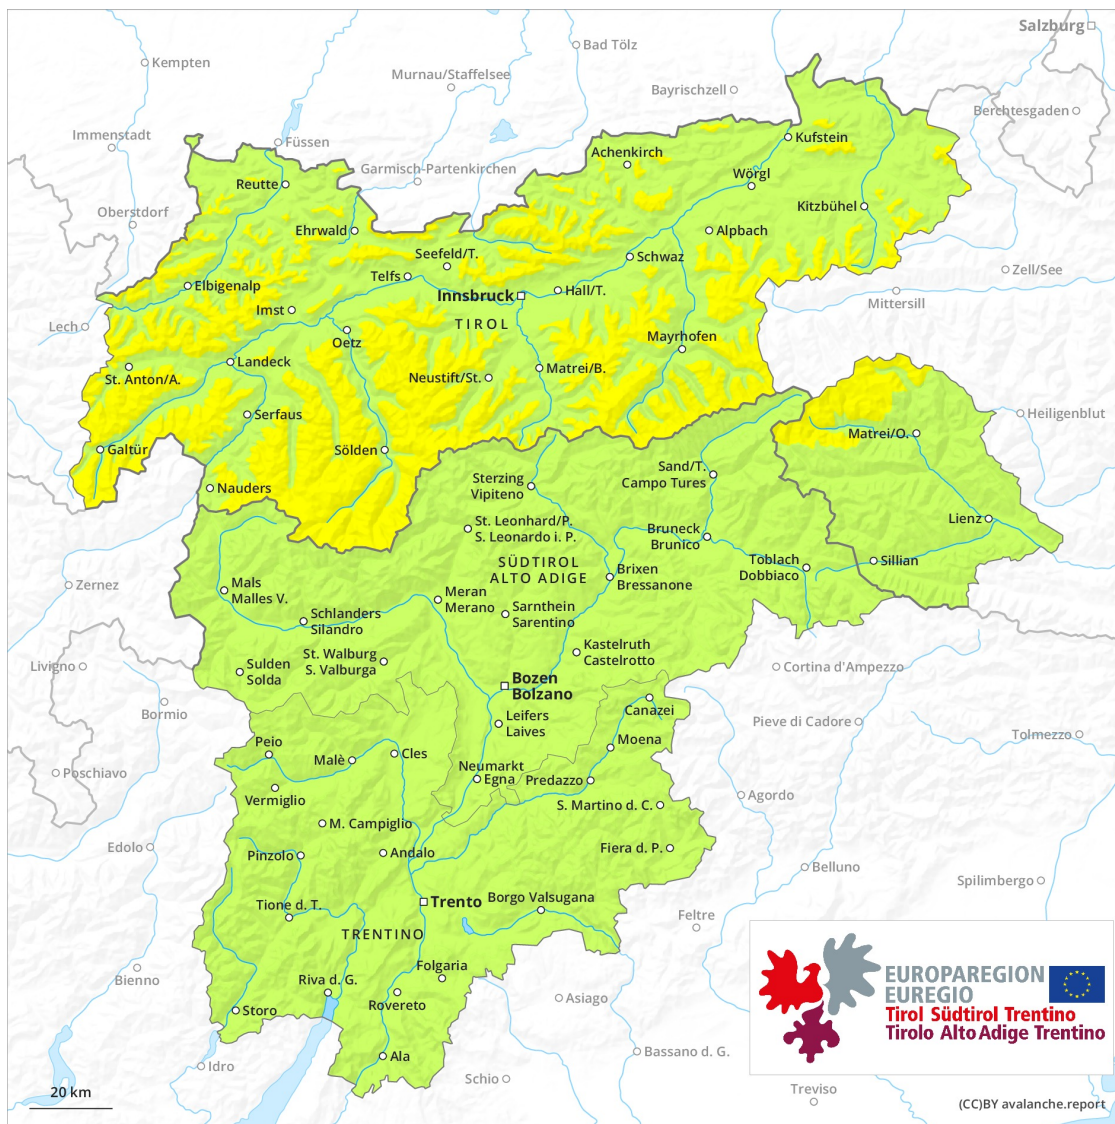 Salzburg
Bad Tölz
Kempten
Murnau/Staffelsee
Bayrischzell
Berchtesgaden
Immenstadt
Füssen
Kufstein
Achenkirch
Garmisch-Partenkirchen
Wörgl
Reutte
Oberstdorf
Kitzbühel
Ehrwald
Alpbach
Seefeld/T.
Schwaz
Telfs
Zell/See
Elbigenalp
Innsbruck
Hall/T.
Mittersill
Imst
Lech
TIROL
Oetz
Mayrhofen
Landeck
Matrei/B.
St. Anton/A.
Neustift/St.
Serfaus
Heiligenblut
Matrei/O.
Galtür
Sölden
Sand/T.
Campo Tures
Sterzing
Vipiteno
Nauders
Lienz
St. Leonhard/P.
S. Leonardo i. P.
Bruneck
Brunico
SÜDTIROL
ALTO ADIGE
Toblach
Dobbiaco
Sillian
Brixen
Bressanone
Zernez
Mals
Malles V.
Meran
Merano
Sarnthein
Sarentino
Schlanders
Silandro
Kastelruth
Castelrotto
St. Walburg
S. Valburga
Livigno
Sulden
Solda
Cortina d'Ampezzo
Bozen
Bolzano
Bormio
Canazei
Leifers
Laives
Pieve di Cadore
Tolmezzo
Moena
Peio
Cles
Malè
Poschiavo
Neumarkt
Egna
Predazzo
Vermiglio
Agordo
S. Martino d. C.
M. Campiglio
Edolo
Pinzolo
Andalo
Fiera d. P.
Belluno
Spilimbergo
Trento
Borgo Valsugana
Tione d. T.
Feltre
TRENTINO
Folgaria
Bienno
Riva d. G.
Rovereto
Asiago
Storo
EUROPAREGION
EUREGIO
Tirol Südtirol Trentino
Tirolo Alto Adige Trentino
Ala
Bassano d. G.
Idro
Schio
Treviso
20 km
(CC)BY avalanche.report